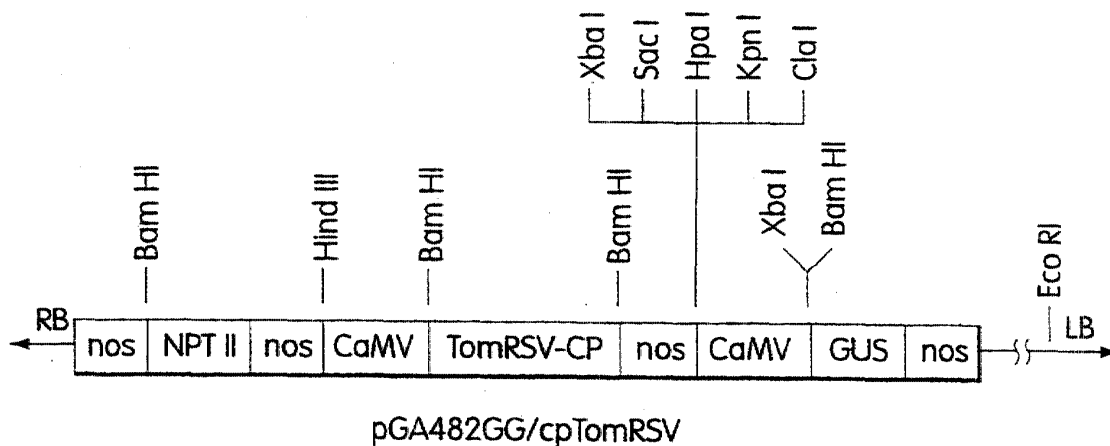 Xba I
Sac I
Hpa I
Kpn I
Cla I
Bam HI
Hind III
Bam HI
Bam HI
Xba I
Bam HI
Eco RI
RB
nos NPT II nos CaMV TomRSV-CP nos CaMV GUS nos
LB
pGA482GG/cpTomRSV